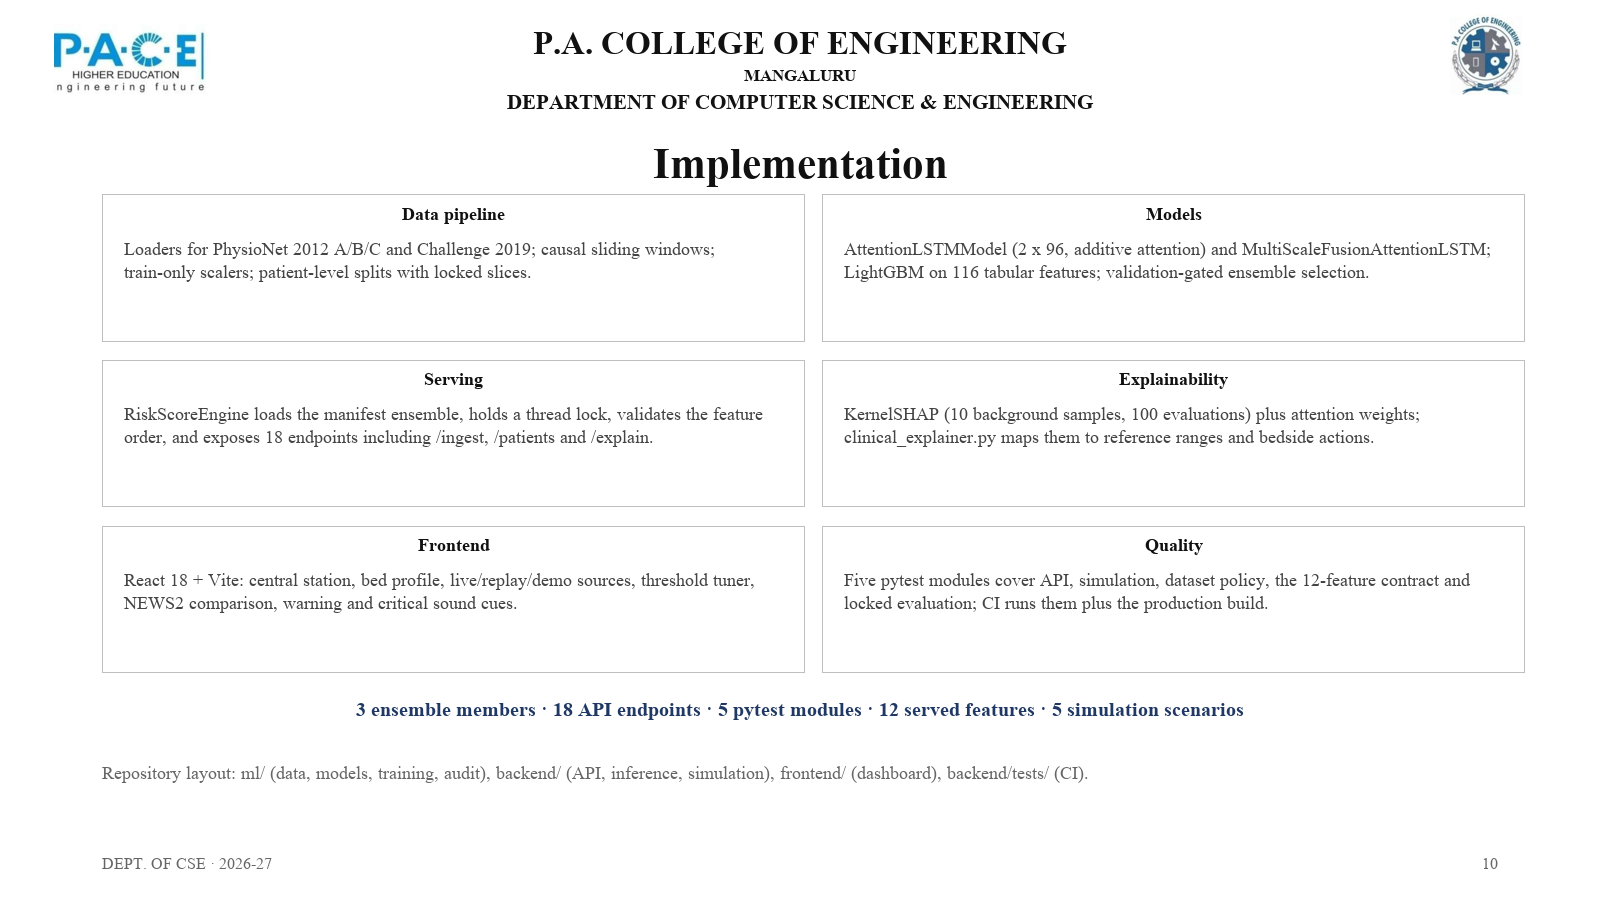 P·A·C·E
HIGHER EDUCATION
ngineering future
P.A. COLLEGE OF ENGINEERING
MANGALURU
DEPARTMENT OF COMPUTER SCIENCE & ENGINEERING
P.A. COLLEGE OF ENGINEERING
Implementation
Data pipeline
Loaders for PhysioNet 2012 A/B/C and Challenge 2019; causal sliding windows;
train-only scalers; patient-level splits with locked slices.
Models
AttentionLSTMModel (2 x 96, additive attention) and MultiScaleFusionAttentionLSTM;
LightGBM on 116 tabular features; validation-gated ensemble selection.
Serving
RiskScoreEngine loads the manifest ensemble, holds a thread lock, validates the feature
order, and exposes 18 endpoints including /ingest, /patients and /explain.
Explainability
KernelSHAP (10 background samples, 100 evaluations) plus attention weights;
clinical_explainer.py maps them to reference ranges and bedside actions.
Frontend
React 18 + Vite: central station, bed profile, live/replay/demo sources, threshold tuner,
NEWS2 comparison, warning and critical sound cues.
Quality
Five pytest modules cover API, simulation, dataset policy, the 12-feature contract and
locked evaluation; CI runs them plus the production build.
3 ensemble members · 18 API endpoints · 5 pytest modules · 12 served features · 5 simulation scenarios
Repository layout: ml/ (data, models, training, audit), backend/ (API, inference, simulation), frontend/ (dashboard), backend/tests/ (CI).
DEPT. OF CSE · 2026-27
10